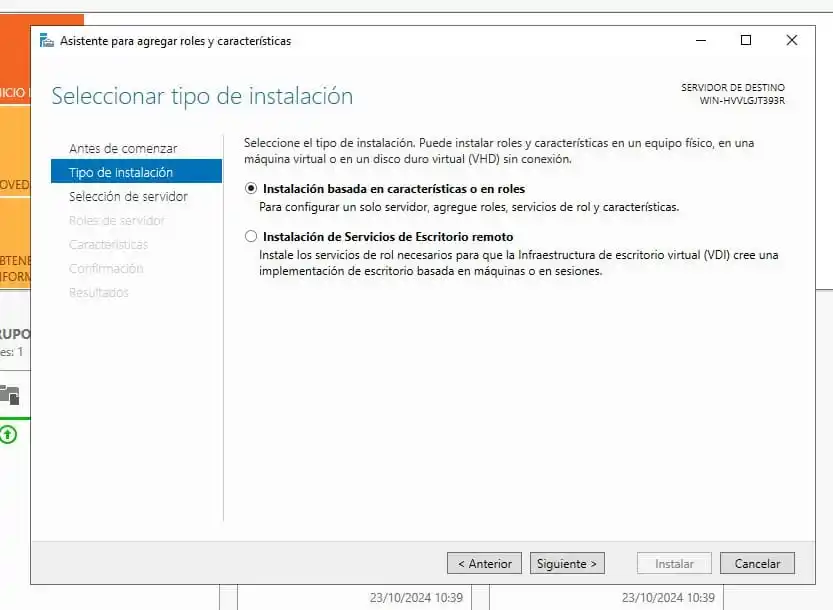 Asistente para agregar roles y características
Seleccionar tipo de instalación
SERVIDOR DE DESTINO
WIN-HVVLGJT393R
Antes de comenzar
Tipo de instalación
Selección de servidor
Roles de servidor
Características
Confirmación
Resultados
Seleccione el tipo de instalación. Puede instalar roles y características en un equipo físico, en una
máquina virtual o en un disco duro virtual (VHD) sin conexión.
Instalación basada en características o en roles
Para configurar un solo servidor, agregue roles, servicios de rol y características.
Instalación de Servicios de Escritorio remoto
Instale los servicios de rol necesarios para que la Infraestructura de escritorio virtual (VDI) cree una
implementación de escritorio basada en máquinas o en sesiones.
< Anterior
Siguiente >
Instalar
Cancelar
NICIO
OVED
BTENE
NFORM
RUPO
es: 1
23/10/2024 10:39
23/10/2024 10:39